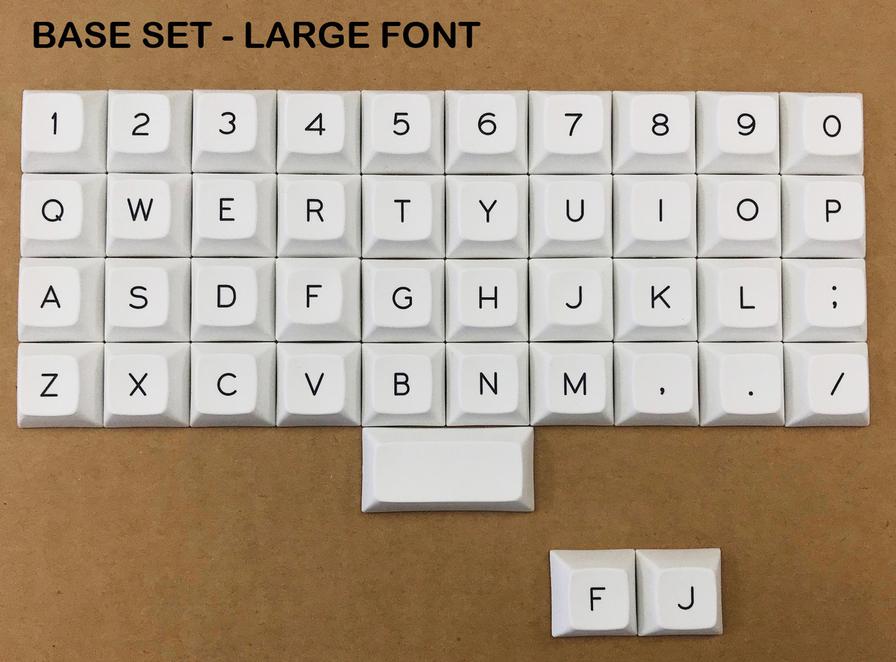 BASE SET - LARGE FONT
1 2 3 4 5 6 7 8 9 0
Q W E R T Y U I O P
A S D F G H J K L ;
Z X C V B N M , . /
F J